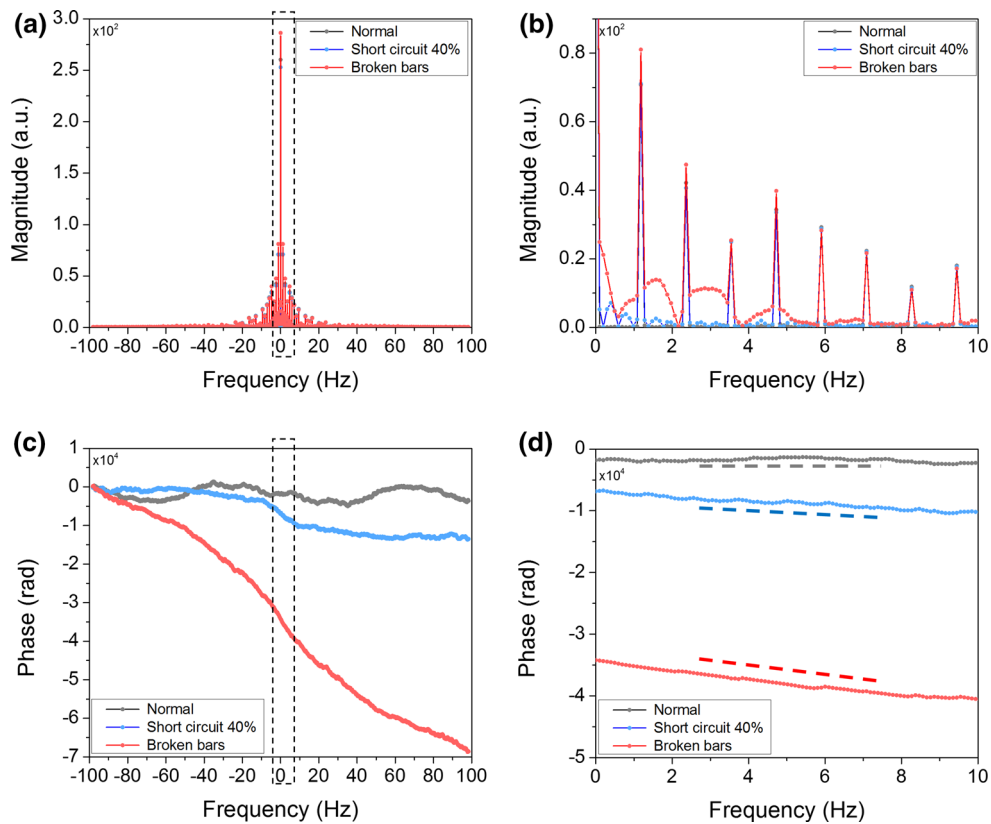 (a)
x10²
Normal
Short circuit 40%
Broken bars
3.0
2.5
2.0
1.5
1.0
0.5
0.0
Magnitude (a.u.)
-100 -80 -60 -40 -20 0 20 40 60 80 100
Frequency (Hz)
(b)
x10²
Normal
Short circuit 40%
Broken bars
0.8
0.6
0.4
0.2
0.0
Magnitude (a.u.)
0 2 4 6 8 10
Frequency (Hz)
(c)
x10⁴
1
0
-1
-2
-3
-4
-5
-6
-7
Phase (rad)
Normal
Short circuit 40%
Broken bars
-100 -80 -60 -40 -20 0 20 40 60 80 100
Frequency (Hz)
(d)
x10⁴
0
-1
-2
-3
-4
-5
Phase (rad)
Normal
Short circuit 40%
Broken bars
0 2 4 6 8 10
Frequency (Hz)